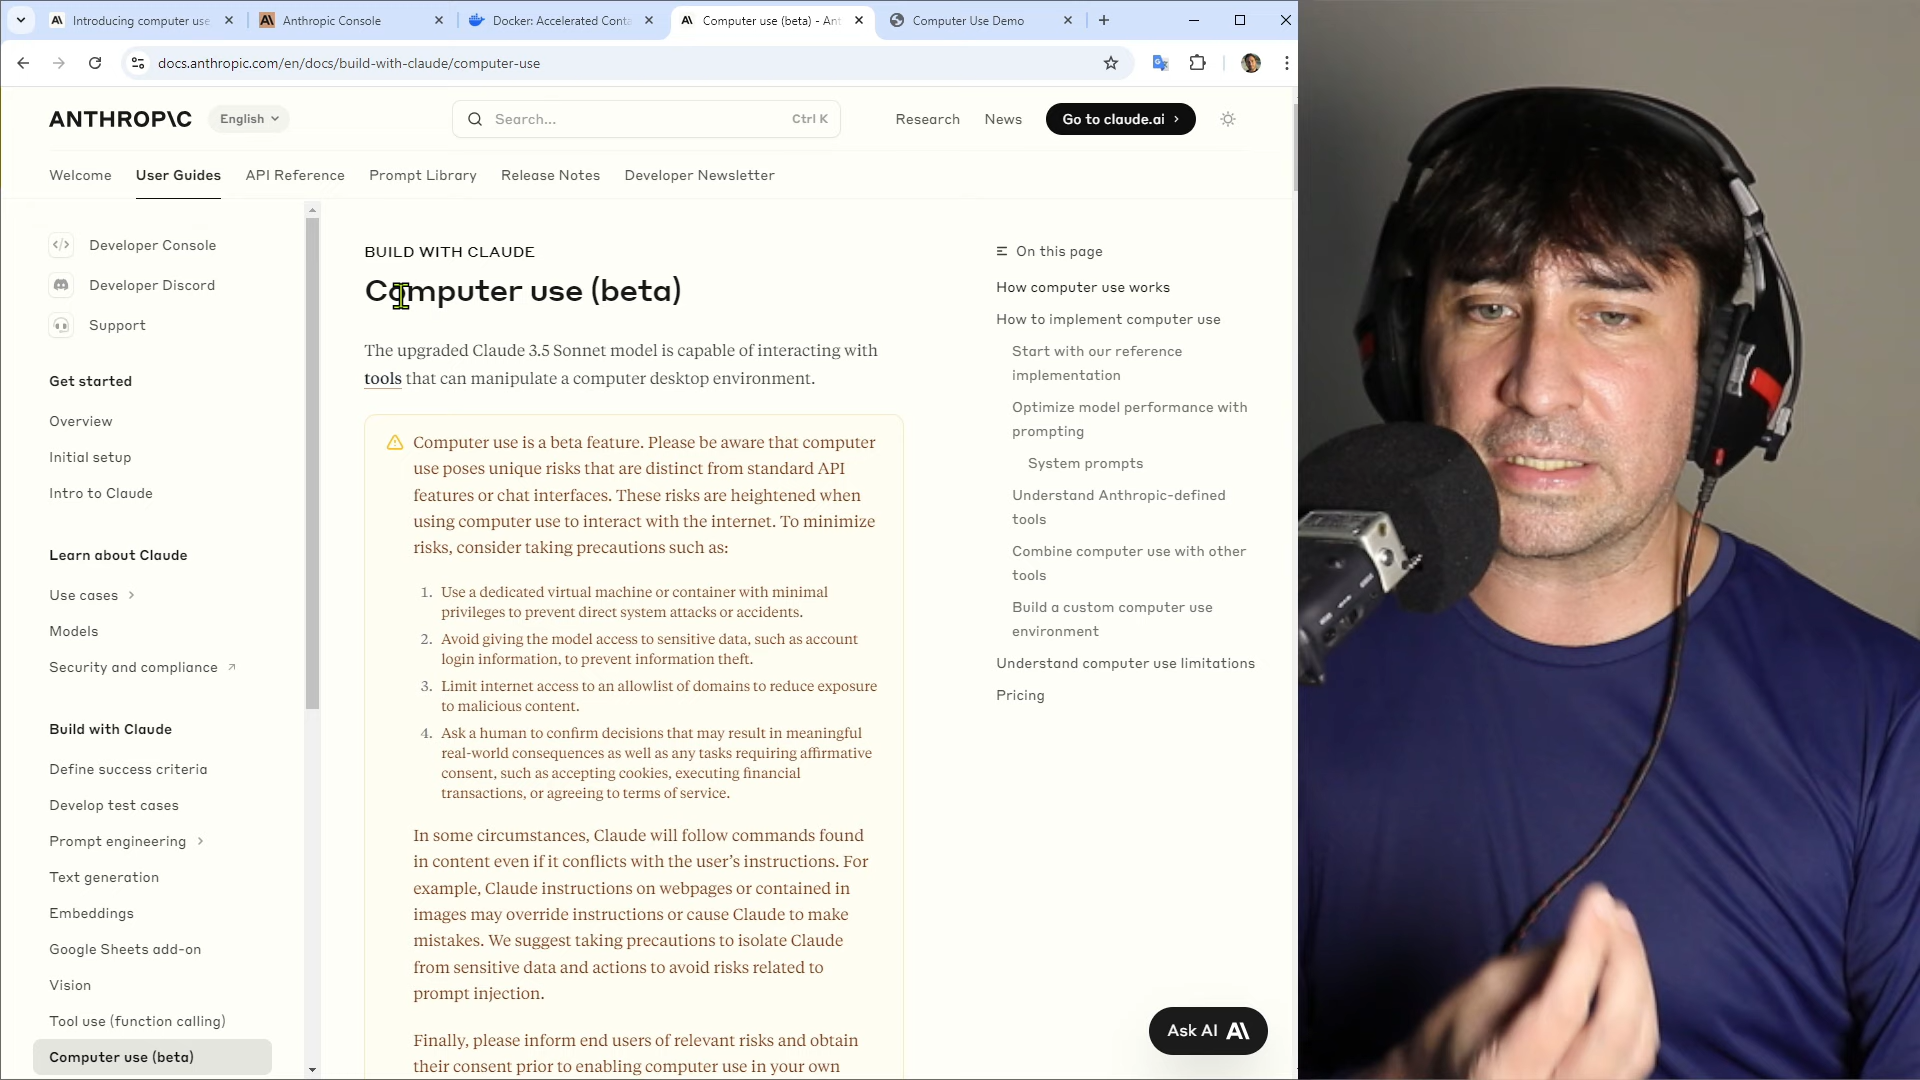 Introducing computer use
Anthropic Console
Docker: Accelerated Conta
Computer use (beta) - Ant
Computer Use Demo
docs.anthropic.com/en/docs/build-with-claude/computer-use
ANTHROP\C
English
Search...
Ctrl K
Research
News
Go to claude.ai
Welcome
User Guides
API Reference
Prompt Library
Release Notes
Developer Newsletter
Developer Console
Developer Discord
Support
Get started
Overview
Initial setup
Intro to Claude
Learn about Claude
Use cases
Models
Security and compliance
Build with Claude
Define success criteria
Develop test cases
Prompt engineering
Text generation
Embeddings
Google Sheets add-on
Vision
Tool use (function calling)
Computer use (beta)
BUILD WITH CLAUDE
Computer use (beta)
The upgraded Claude 3.5 Sonnet model is capable of interacting with
tools that can manipulate a computer desktop environment.
Computer use is a beta feature. Please be aware that computer
use poses unique risks that are distinct from standard API
features or chat interfaces. These risks are heightened when
using computer use to interact with the internet. To minimize
risks, consider taking precautions such as:
1. Use a dedicated virtual machine or container with minimal
privileges to prevent direct system attacks or accidents.
2. Avoid giving the model access to sensitive data, such as account
login information, to prevent information theft.
3. Limit internet access to an allowlist of domains to reduce exposure
to malicious content.
4. Ask a human to confirm decisions that may result in meaningful
real-world consequences as well as any tasks requiring affirmative
consent, such as accepting cookies, executing financial
transactions, or agreeing to terms of service.
In some circumstances, Claude will follow commands found
in content even if it conflicts with the user’s instructions. For
example, Claude instructions on webpages or contained in
images may override instructions or cause Claude to make
mistakes. We suggest taking precautions to isolate Claude
from sensitive data and actions to avoid risks related to
prompt injection.
Finally, please inform end users of relevant risks and obtain
their consent prior to enabling computer use in your own
On this page
How computer use works
How to implement computer use
Start with our reference
implementation
Optimize model performance with
prompting
System prompts
Understand Anthropic-defined
tools
Combine computer use with other
tools
Build a custom computer use
environment
Understand computer use limitations
Pricing
Ask AI